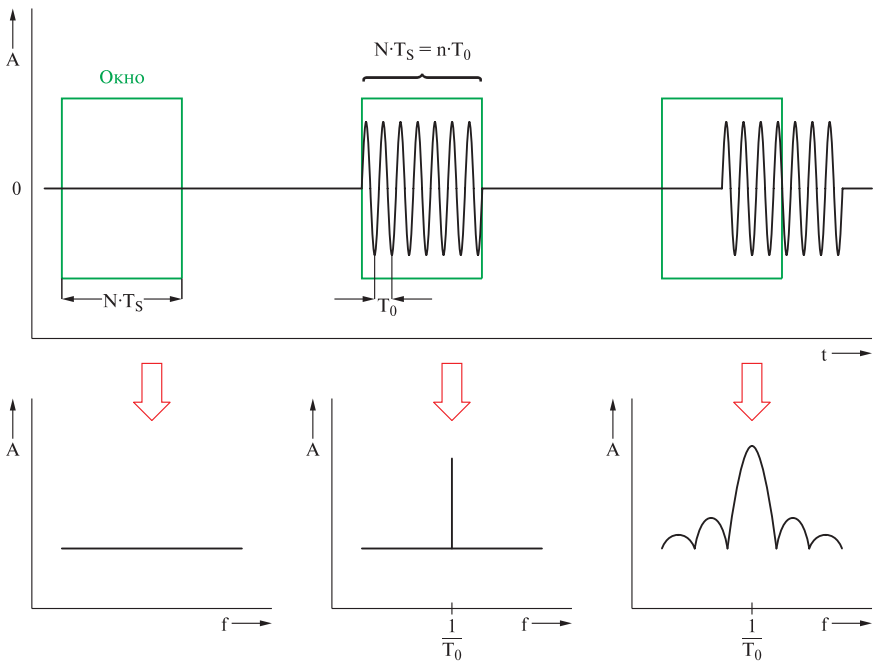 A
N·T_S = n·T_0
Окно
0
N·T_S
T_0
t
A
A
A
f
f
f
1
T_0
1
T_0